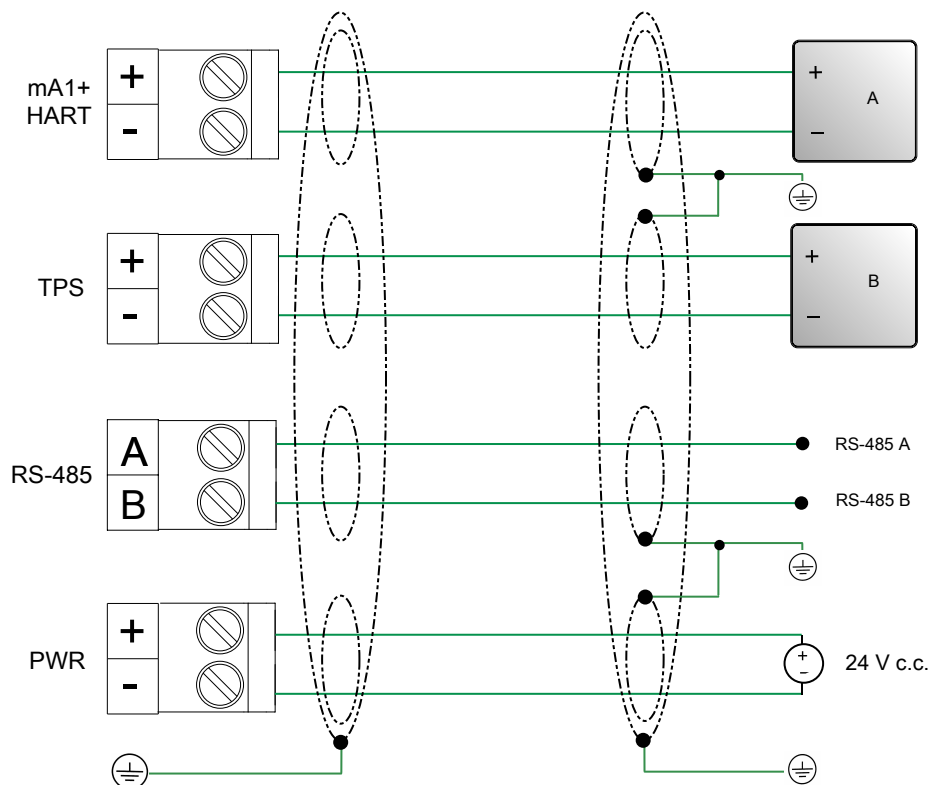 mA1+
HART
+
-
+
–
A
TPS
+
-
+
–
B
RS-485
A
B
RS-485 A
RS-485 B
PWR
+
-
+
–
24 V c.c.